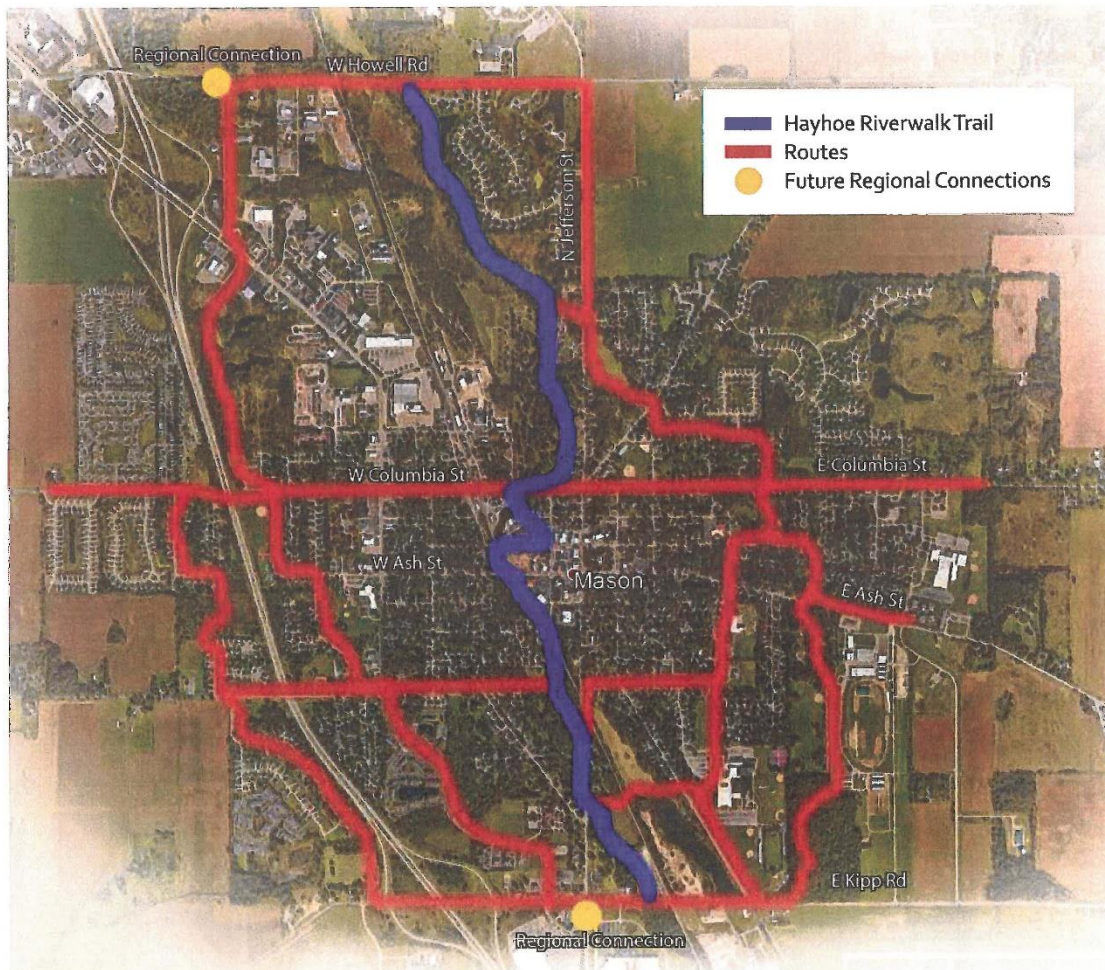 Regional Connection
W Howell Rd
Hayhoe Riverwalk Trail
Routes
Future Regional Connections
N Jefferson St
W Columbia St
E Columbia St
W Ash St
Mason
E Ash St
E Kipp Rd
Regional Connection